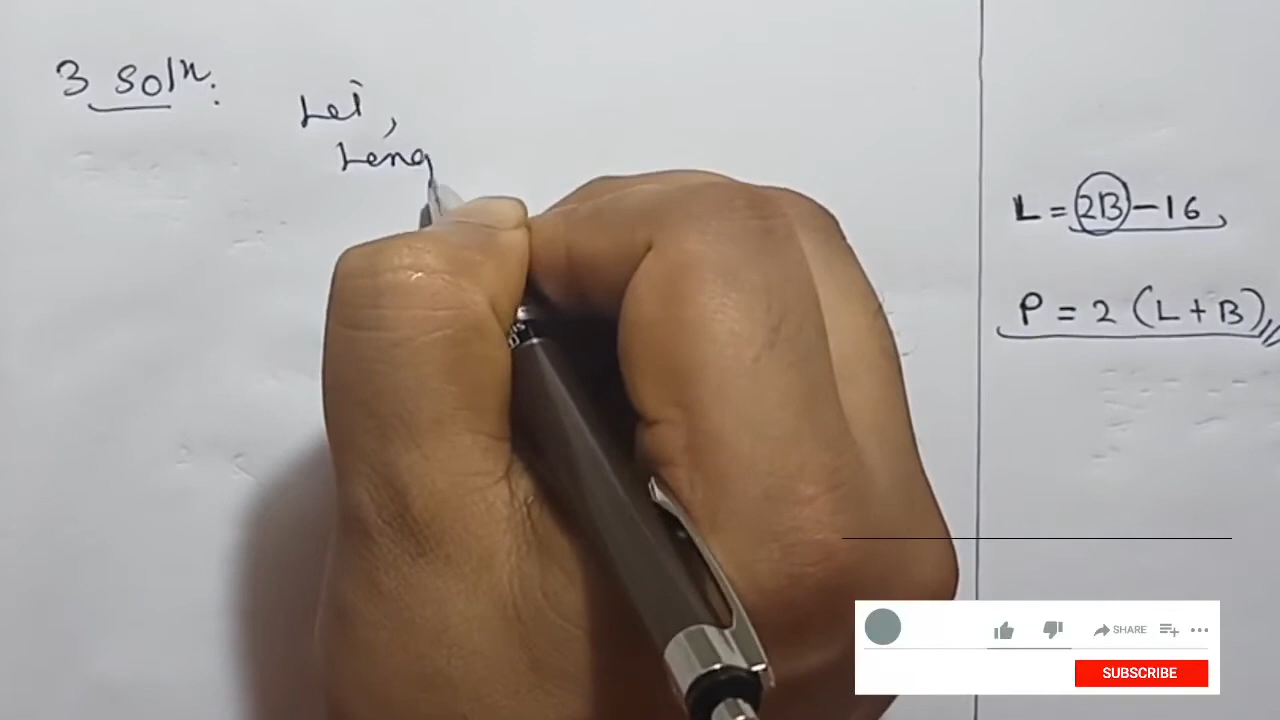 3 Soln:
Let,
Leng
L = 2B - 16,
P = 2 (L + B)
SHARE
SUBSCRIBE